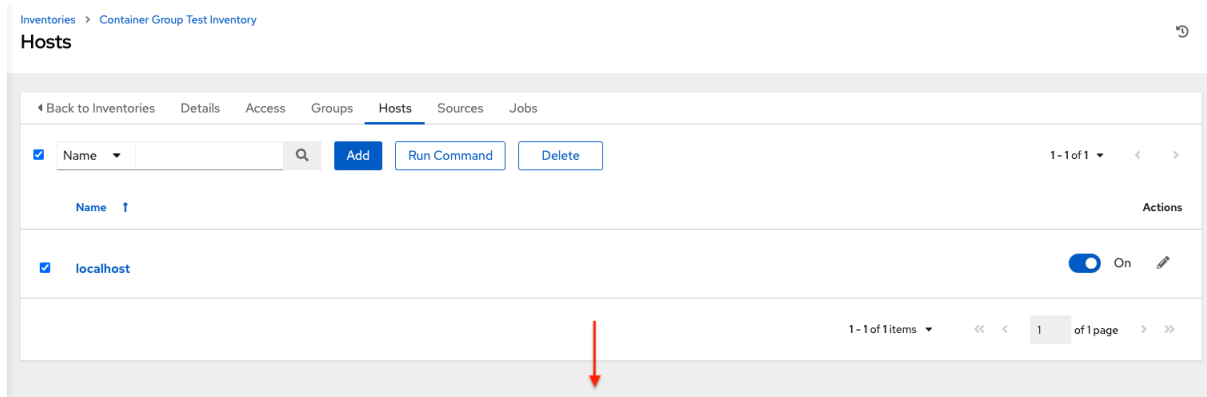 Inventories > Container Group Test Inventory
Hosts
Back to Inventories Details Access Groups Hosts Sources Jobs
Name Add Run Command Delete 1 - 1 of 1
Name Actions
localhost On
1 - 1 of 1 items 1 of 1 page